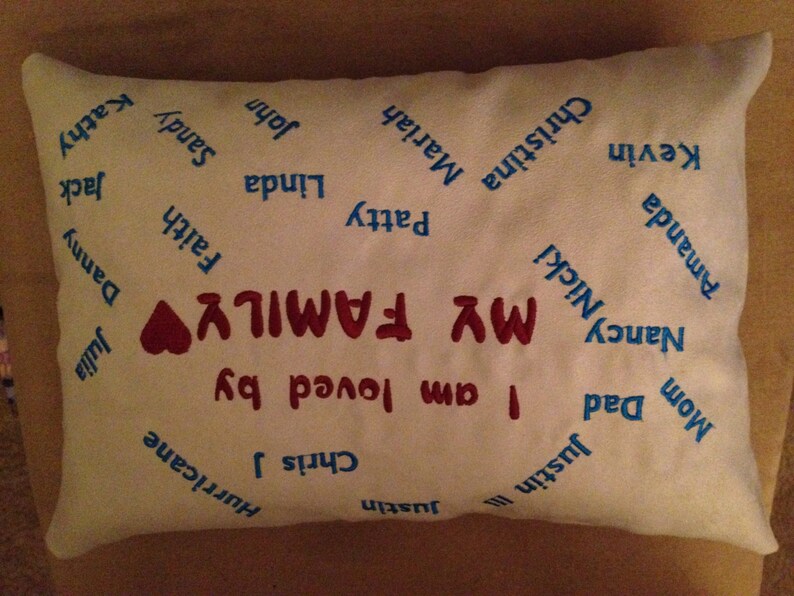 Justin III
Justin
Hurricane
Chris J
Mom
Dad
I am loved by
Julia
Nancy
MY FAMILY
Nicki
Danny
Amanda
Faith
Patty
Linda
Jack
Kevin
Christina
Mariah
John
Sandy
Kathy